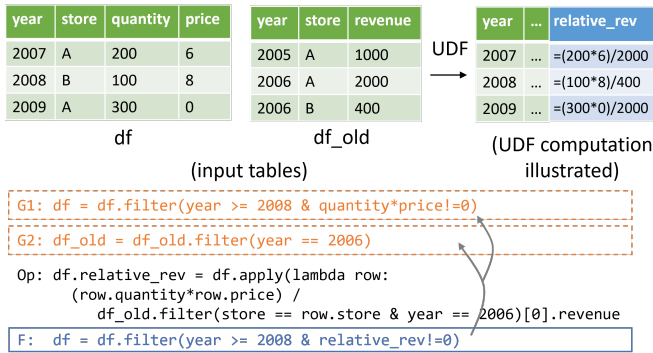 year store quantity price
2007 A 200 6
2008 B 100 8
2009 A 300 0
df
year store revenue
2005 A 1000
2006 A 2000
2006 B 400
df_old
UDF
year ... relative_rev
2007 ... =(200*6)/2000
2008 ... =(100*8)/400
2009 ... =(300*0)/2000
(input tables)
(UDF computation
illustrated)
G1: df = df.filter(year >= 2008 & quantity*price!=0)
G2: df_old = df_old.filter(year == 2006)
Op: df.relative_rev = df.apply(lambda row:
(row.quantity*row.price) /
df_old.filter(store == row.store & year == 2006)[0].revenue
F: df = df.filter(year >= 2008 & relative_rev!=0)